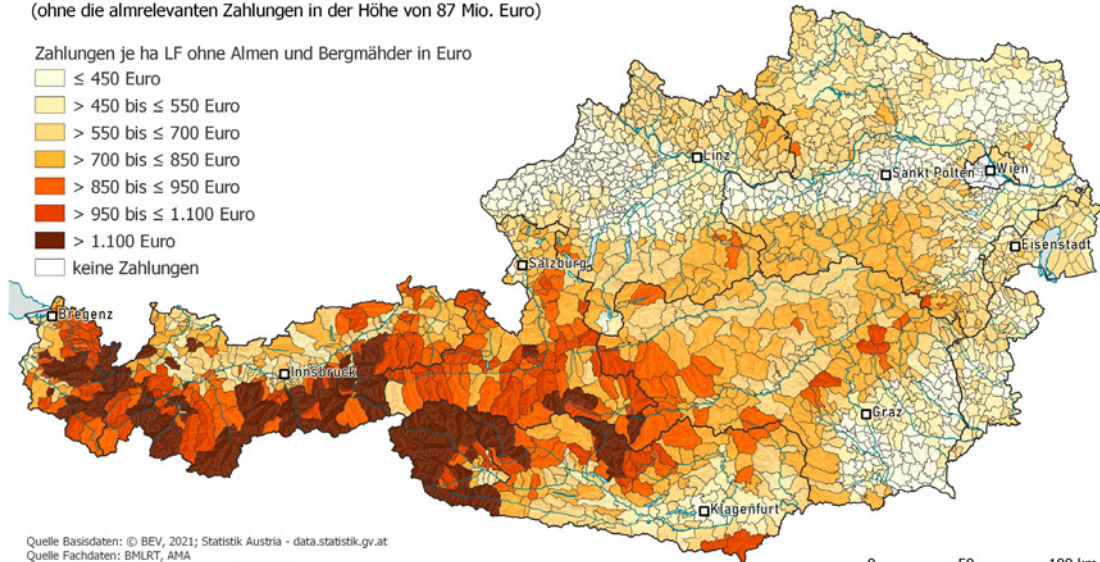 (ohne die almrelevanten Zahlungen in der Höhe von 87 Mio. Euro)
Zahlungen je ha LF ohne Almen und Bergmähder in Euro
≤ 450 Euro
> 450 bis ≤ 550 Euro
> 550 bis ≤ 700 Euro
> 700 bis ≤ 850 Euro
> 850 bis ≤ 950 Euro
> 950 bis ≤ 1.100 Euro
> 1.100 Euro
keine Zahlungen
Linz
Sankt Pölten
Wien
Eisenstadt
Salzburg
Bregenz
Innsbruck
Graz
Klagenfurt
Quelle Basisdaten: © BEV, 2021; Statistik Austria - data.statistik.gv.at
Quelle Fachdaten: BMLRT, AMA
0 50 100 km